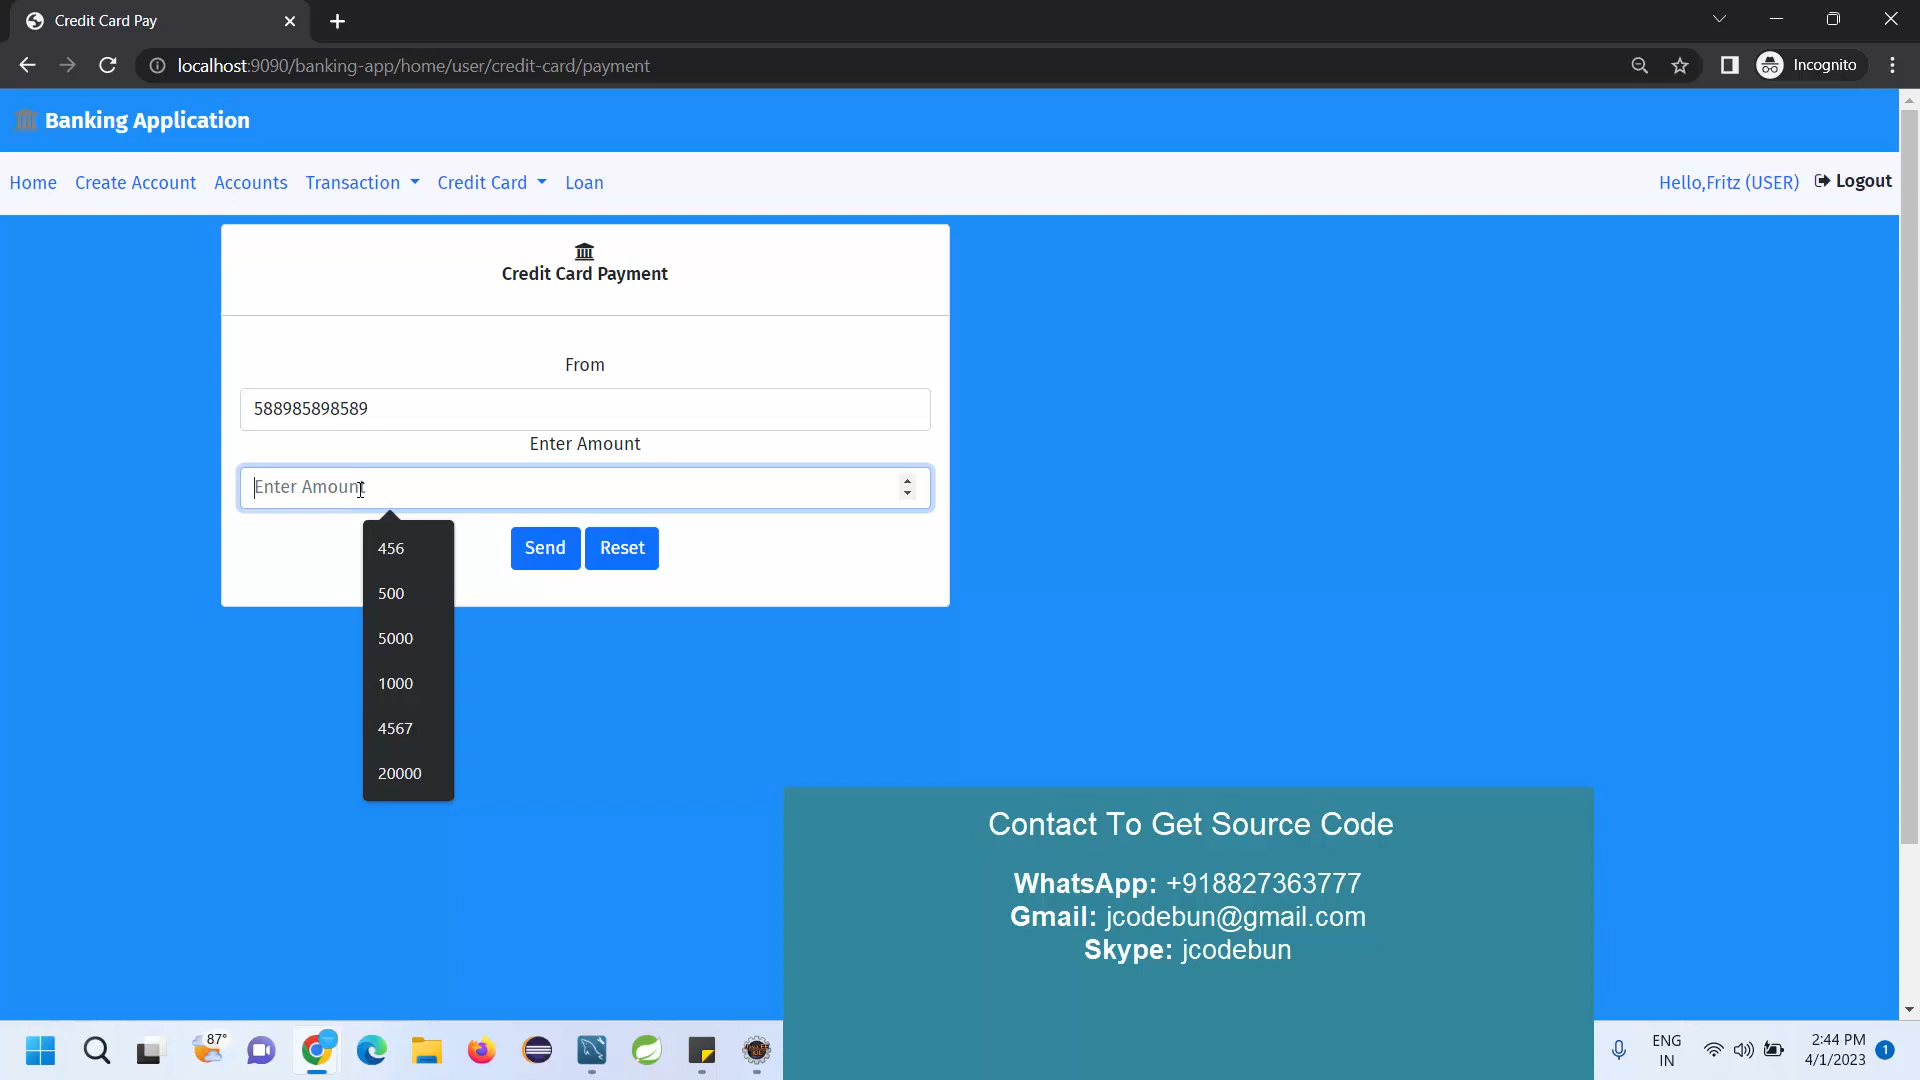 Credit Card Pay
localhost:9090/banking-app/home/user/credit-card/payment
Incognito
Banking Application
Home Create Account Accounts Transaction Credit Card Loan Hello,Fritz (USER) Logout
Credit Card Payment
From
588985898589
Enter Amount
Enter Amount
Send Reset
456
500
5000
1000
4567
20000
Contact To Get Source Code
WhatsApp: +918827363777
Gmail: jcodebun@gmail.com
Skype: jcodebun
87°
ENG
IN
2:44 PM
4/1/2023
1